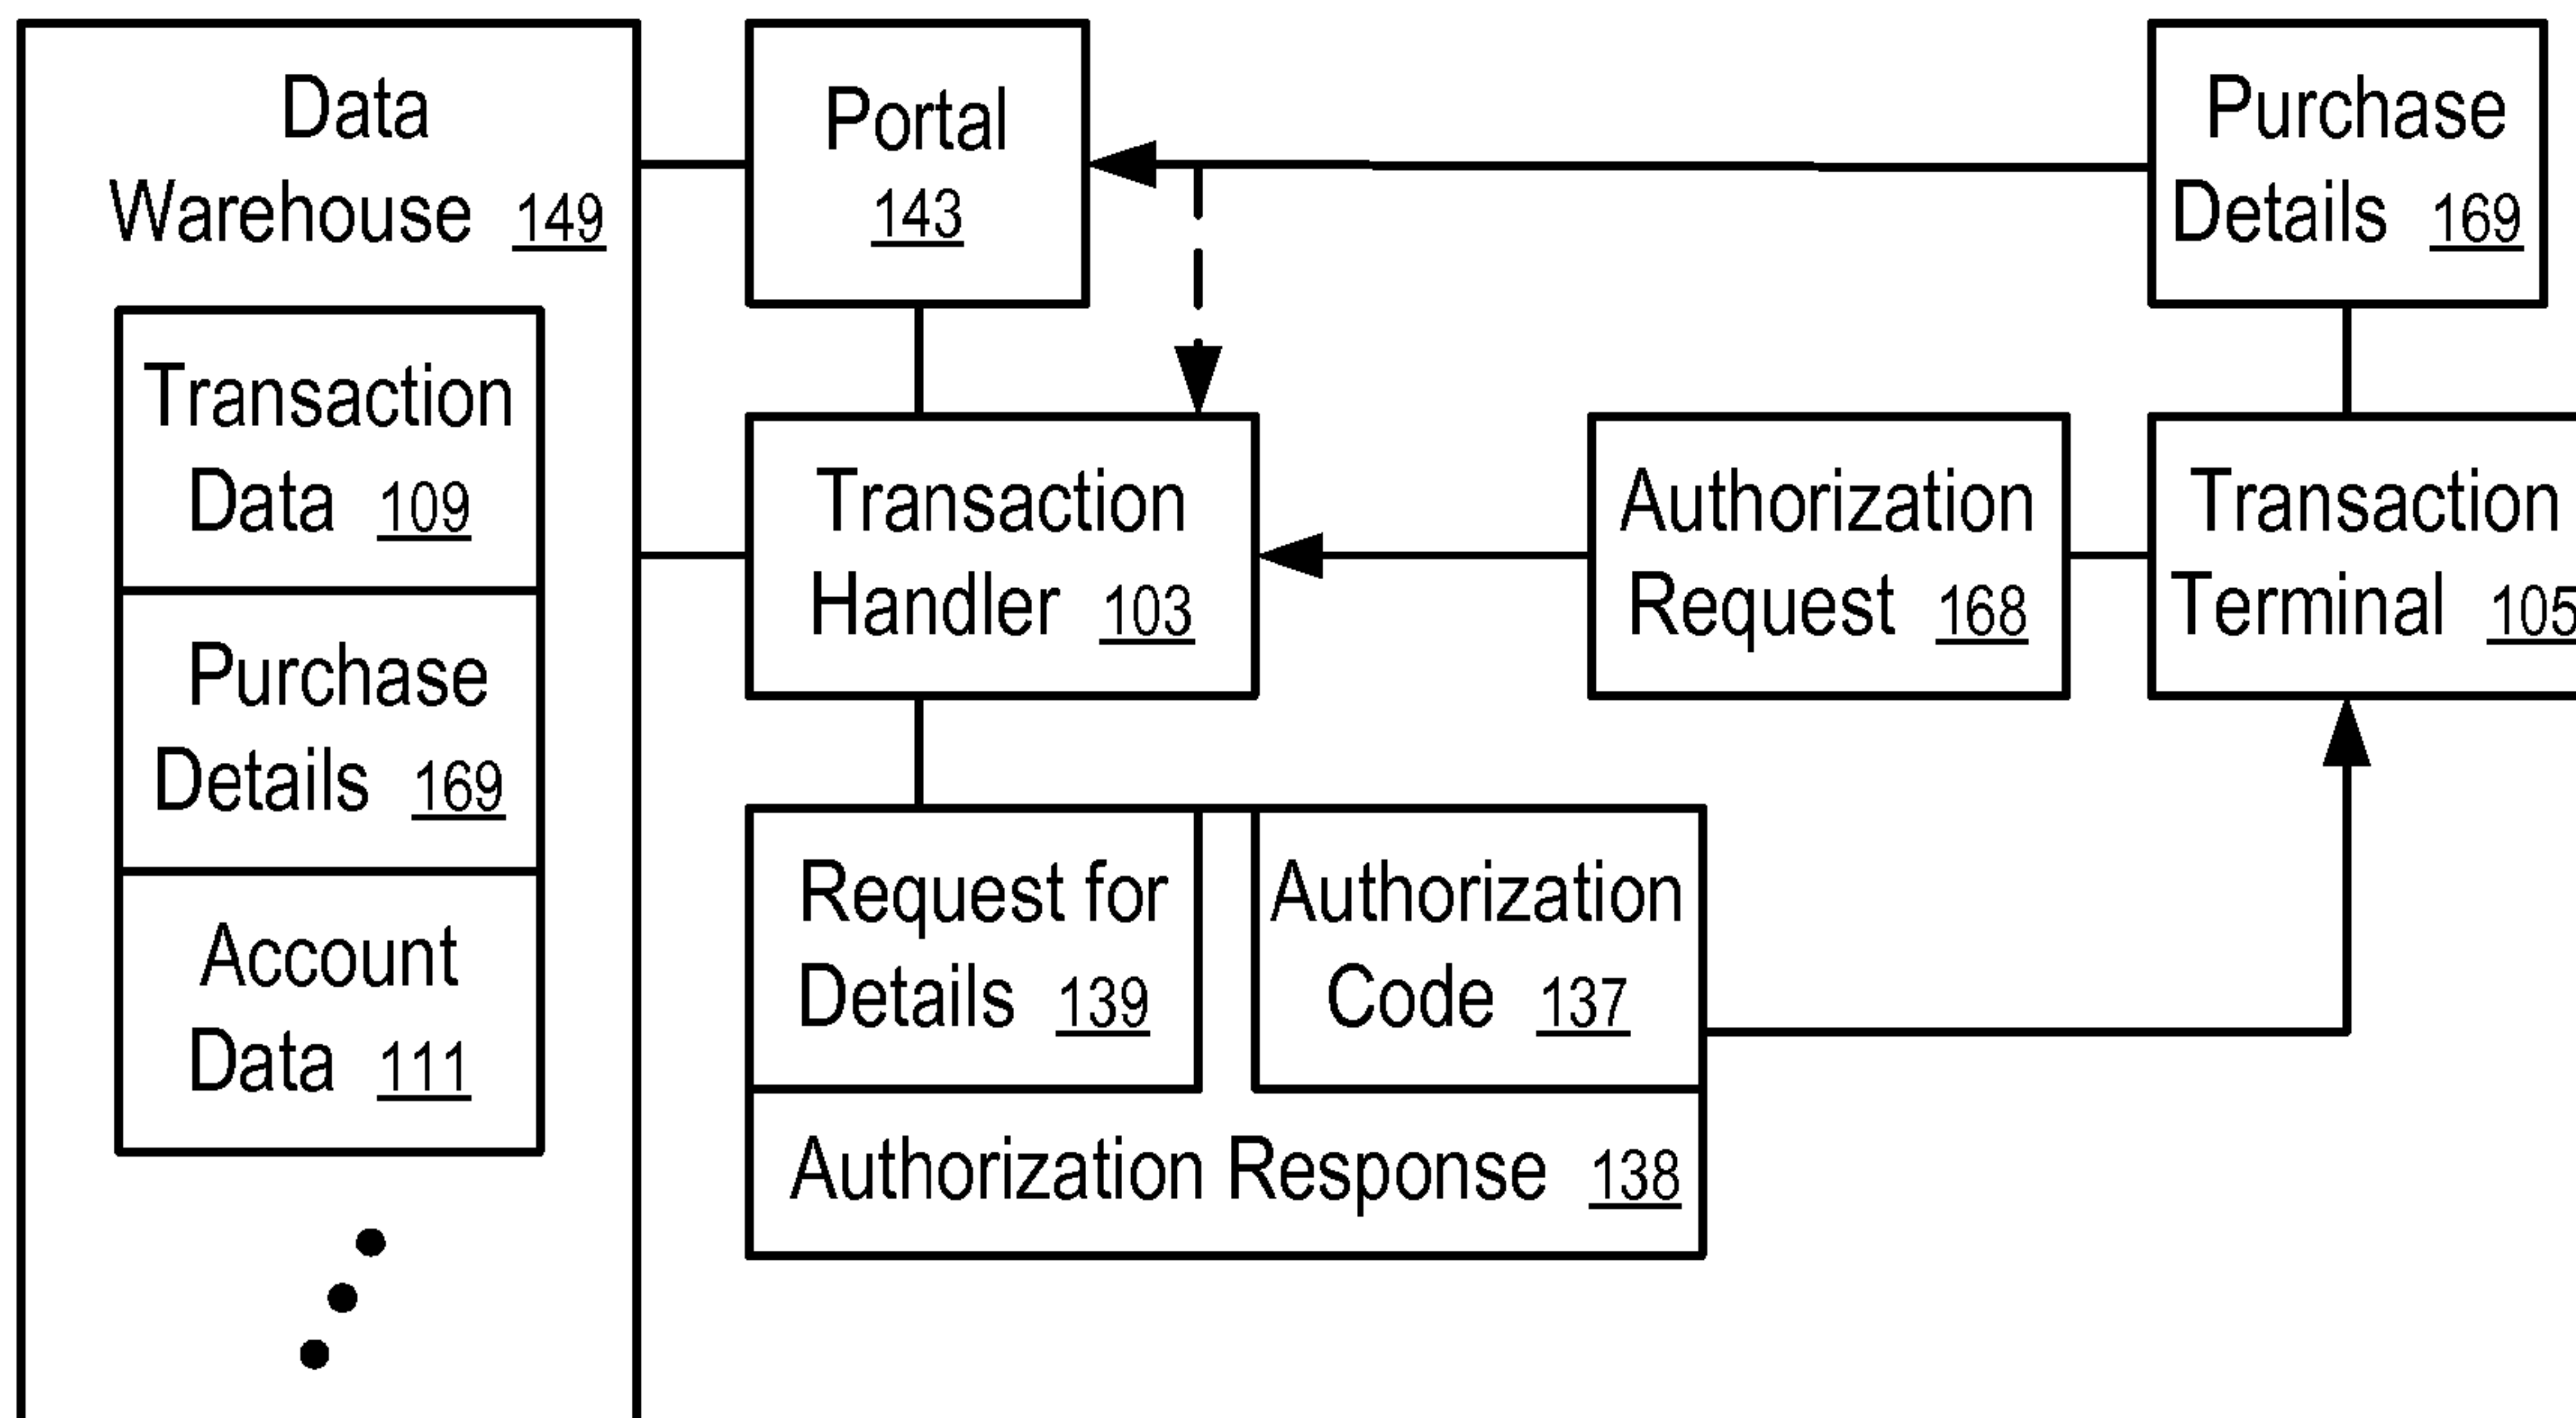 Data
Warehouse 149
Transaction
Data 109
Purchase
Details 169
Account
Data 111
Portal
143
Purchase
Details 169
Transaction
Handler 103
Authorization
Request 168
Transaction
Terminal 105
Request for
Details 139
Authorization
Code 137
Authorization Response 138